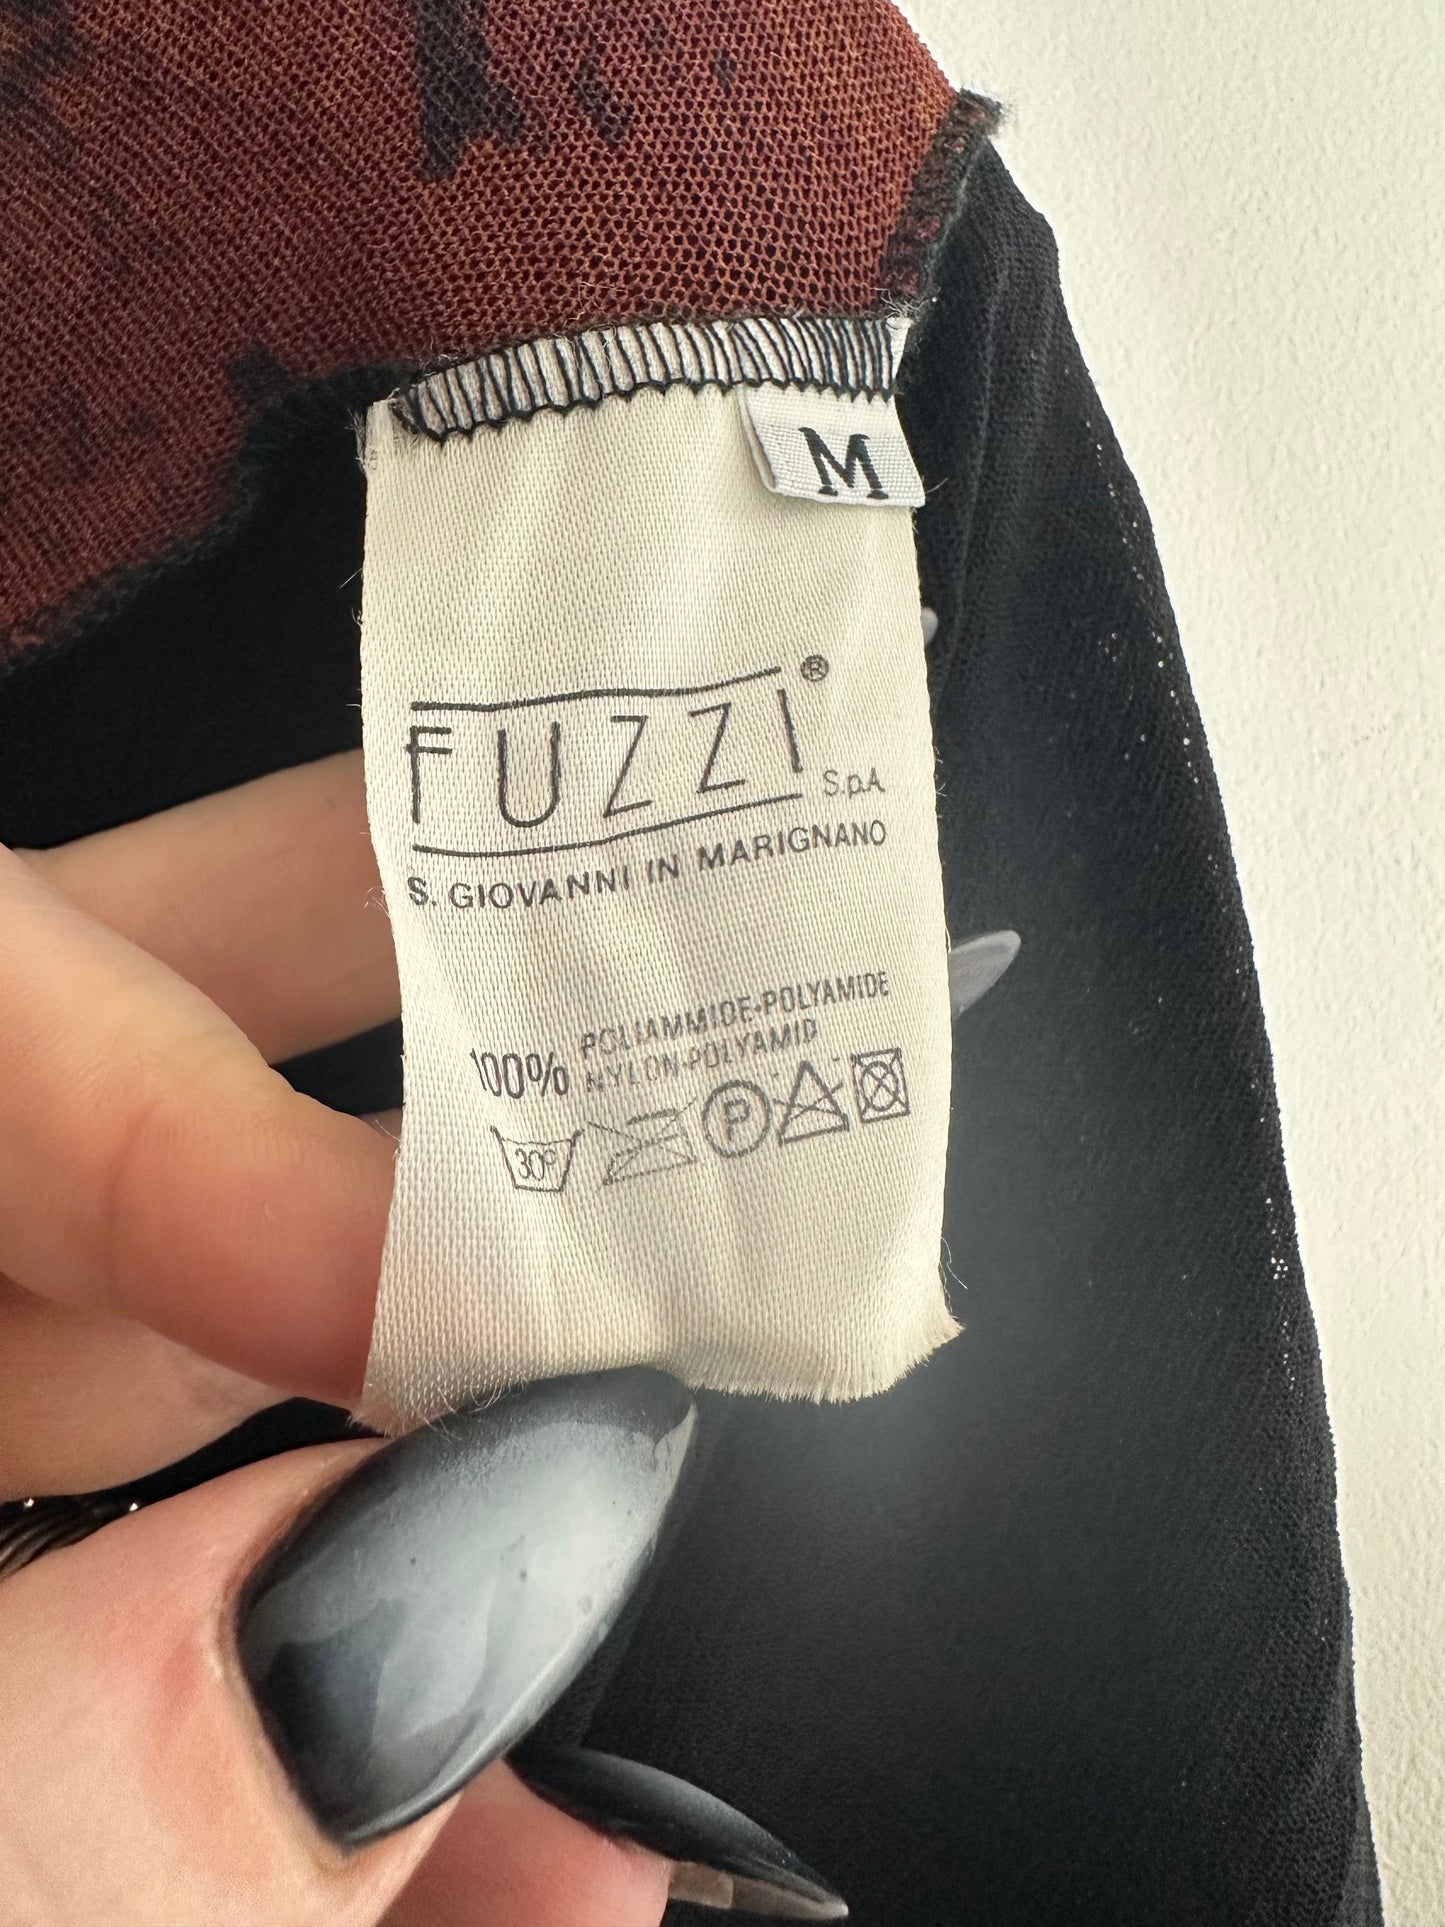 M
FUZZI® S.p.A.
S. GIOVANNI IN MARIGNANO
100% POLIAMMIDE-POLYAMIDE
NYLON-POLYAMID
30° P